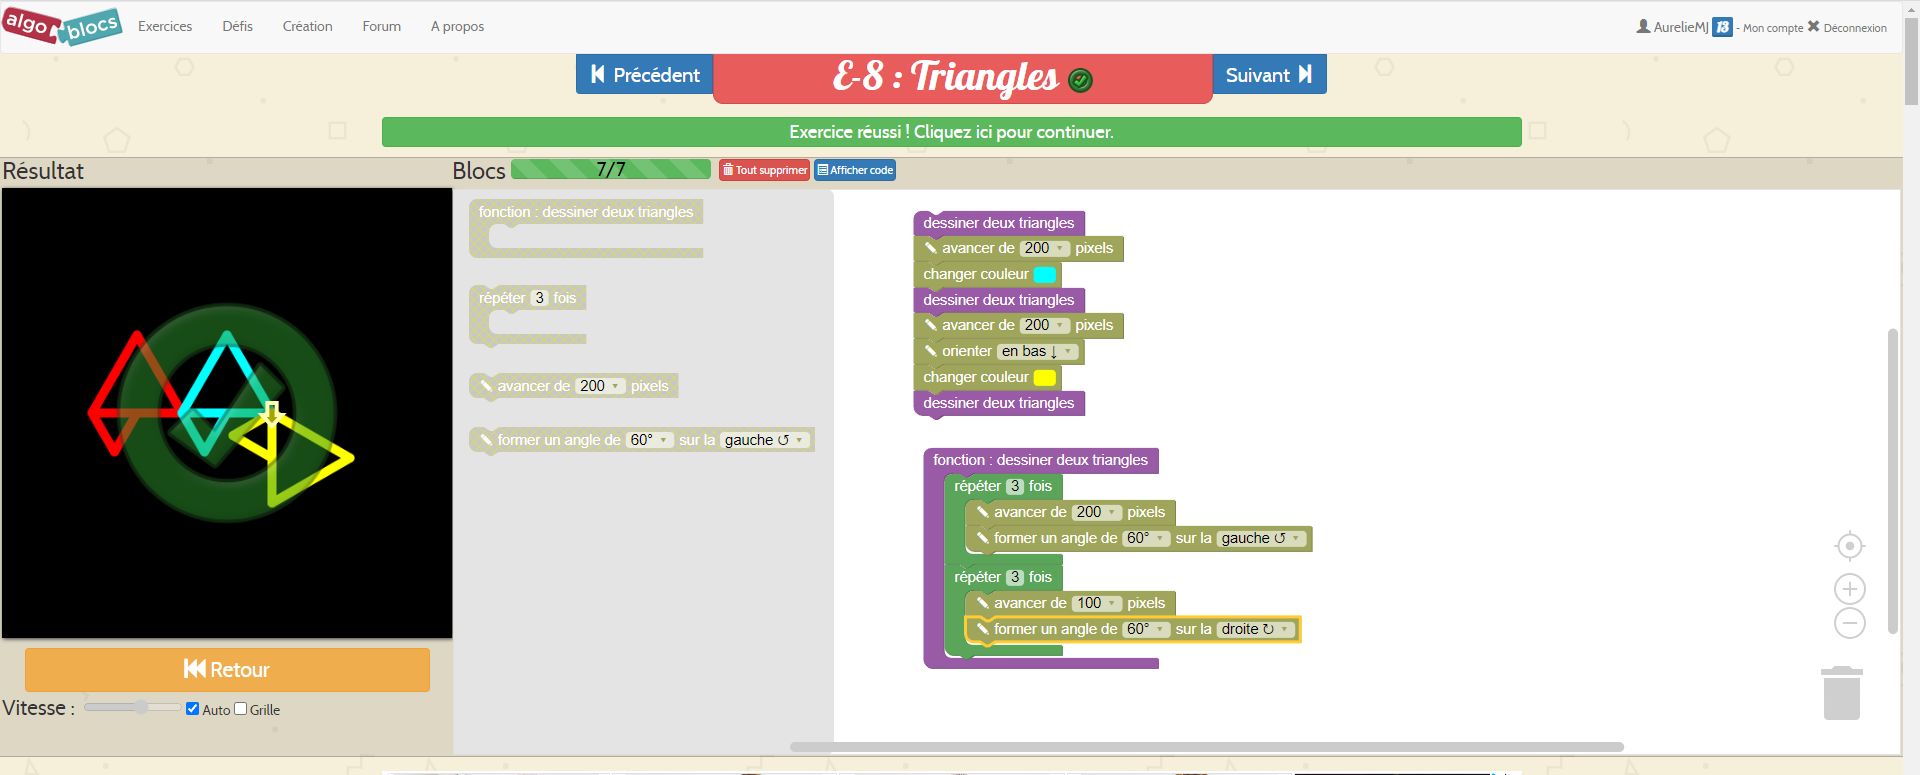 algo blocs Exercices Défis Création Forum A propos AurelieMJ 13 - Mon compte Déconnexion
Précédent E-8 : Triangles Suivant
Exercice réussi ! Cliquez ici pour continuer.
Résultat
Blocs 7/7 Tout supprimer Afficher code
fonction : dessiner deux triangles
répéter 3 fois
avancer de 200 pixels
former un angle de 60° sur la gauche ↺
dessiner deux triangles
avancer de 200 pixels
changer couleur
dessiner deux triangles
avancer de 200 pixels
orienter en bas ↓
changer couleur
dessiner deux triangles
fonction : dessiner deux triangles
répéter 3 fois
avancer de 200 pixels
former un angle de 60° sur la gauche ↺
répéter 3 fois
avancer de 100 pixels
former un angle de 60° sur la droite ↻
Retour
Vitesse : Auto Grille